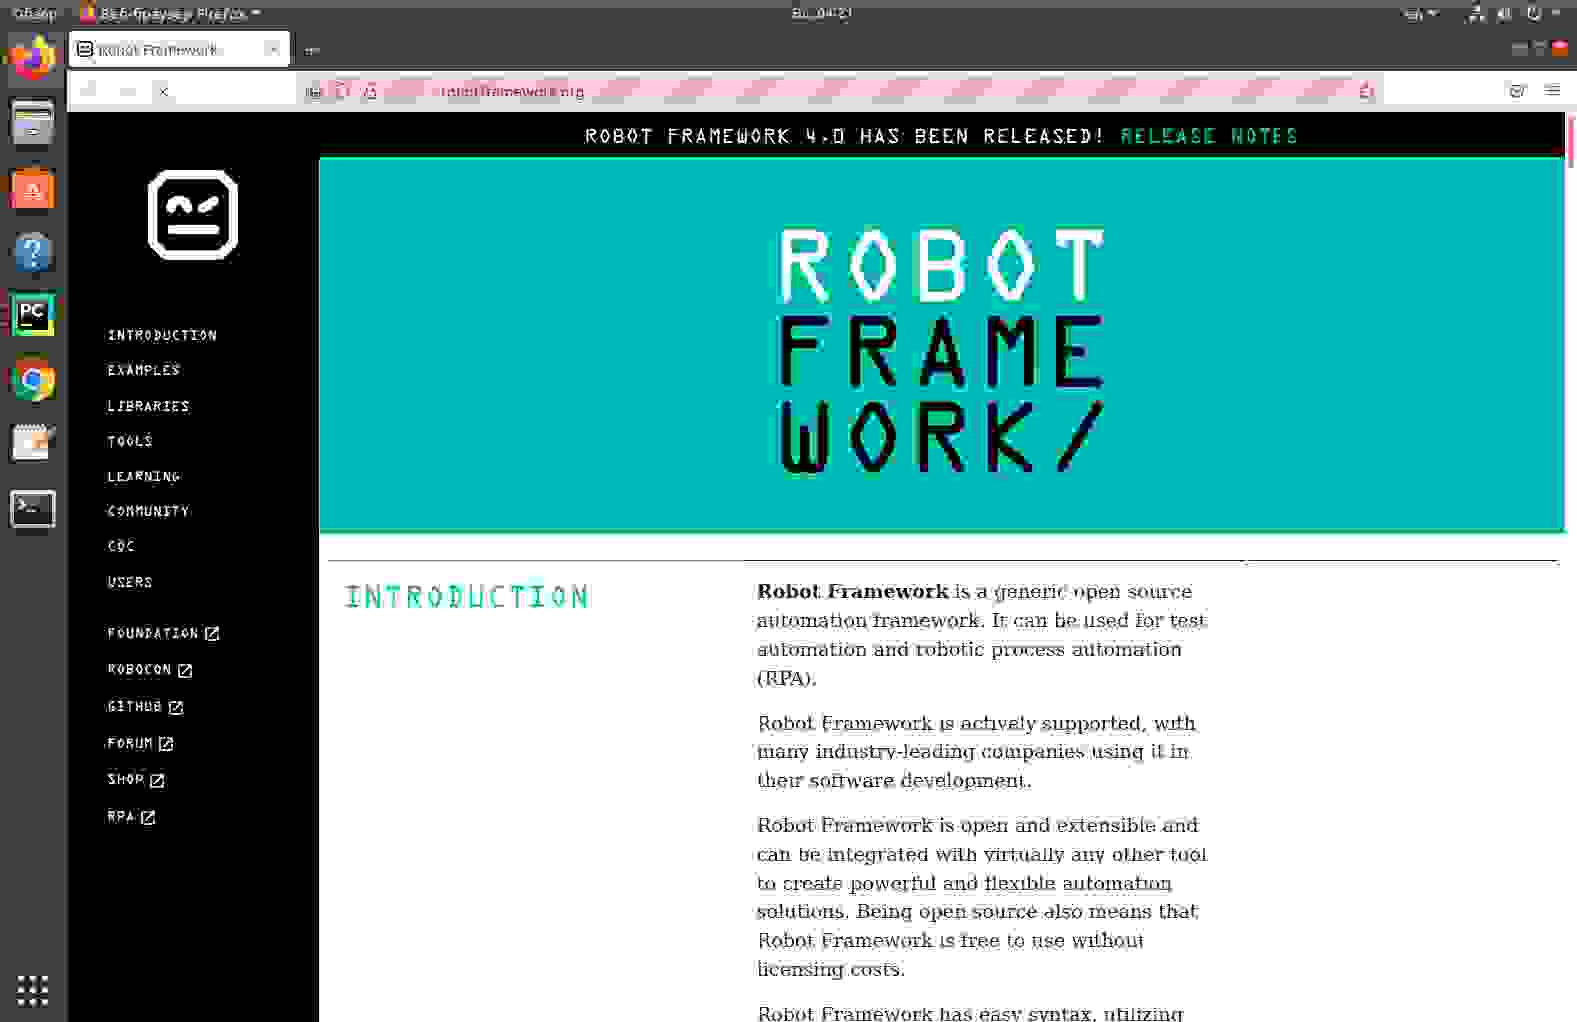 Обзор Веб-браузер Firefox
Robot Framework
robotframework.org
ROBOT FRAMEWORK 4.0 HAS BEEN RELEASED! RELEASE NOTES
ROBOT
FRAME
WORK/
INTRODUCTION
EXAMPLES
LIBRARIES
TOOLS
LEARNING
COMMUNITY
COC
USERS
FOUNDATION
ROBOCON
GITHUB
FORUM
SHOP
RPA
INTRODUCTION
Robot Framework is a generic open source
automation framework. It can be used for test
automation and robotic process automation
(RPA).
Robot Framework is actively supported, with
many industry-leading companies using it in
their software development.
Robot Framework is open and extensible and
can be integrated with virtually any other tool
to create powerful and flexible automation
solutions. Being open source also means that
Robot Framework is free to use without
licensing costs.
Robot Framework has easy syntax, utilizing
PC